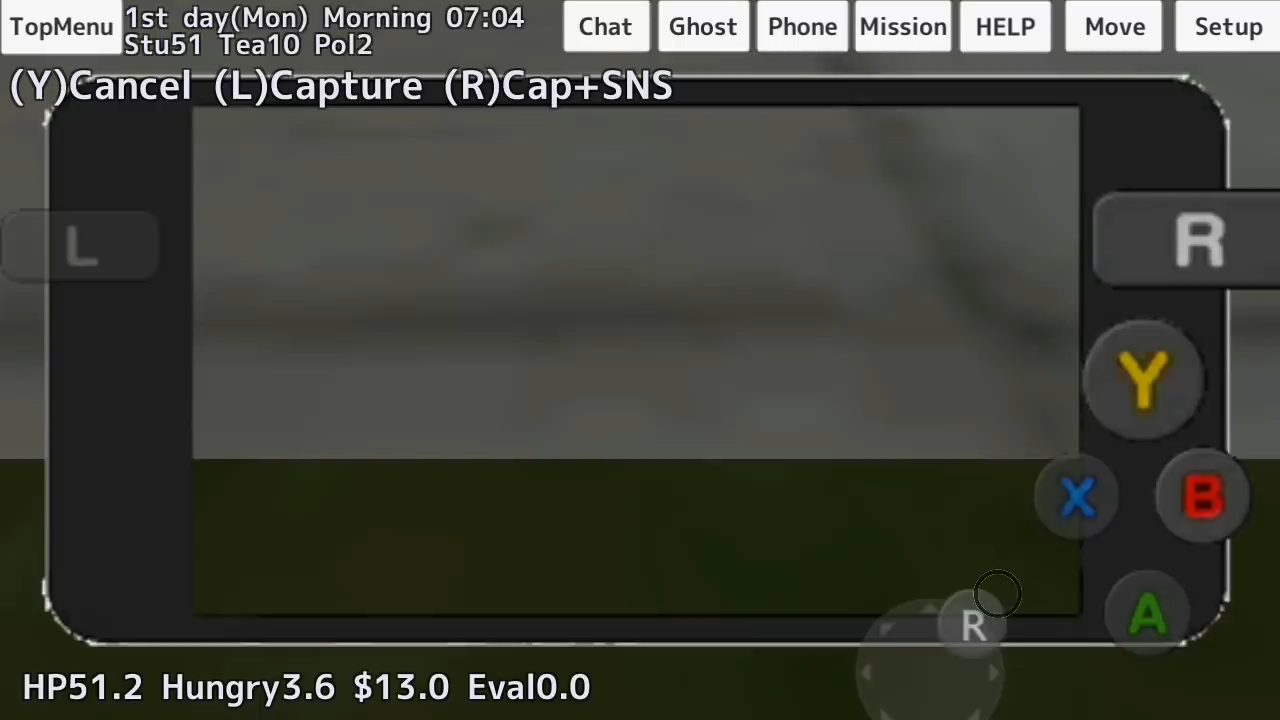 TopMenu
1st day(Mon) Morning 07:04
Stu51 Tea10 Pol2
Chat
Ghost
Phone
Mission
HELP
Move
Setup
(Y)Cancel (L)Capture (R)Cap+SNS
L
R
Y
X
B
R
A
HP51.2 Hungry3.6 $13.0 Eval0.0